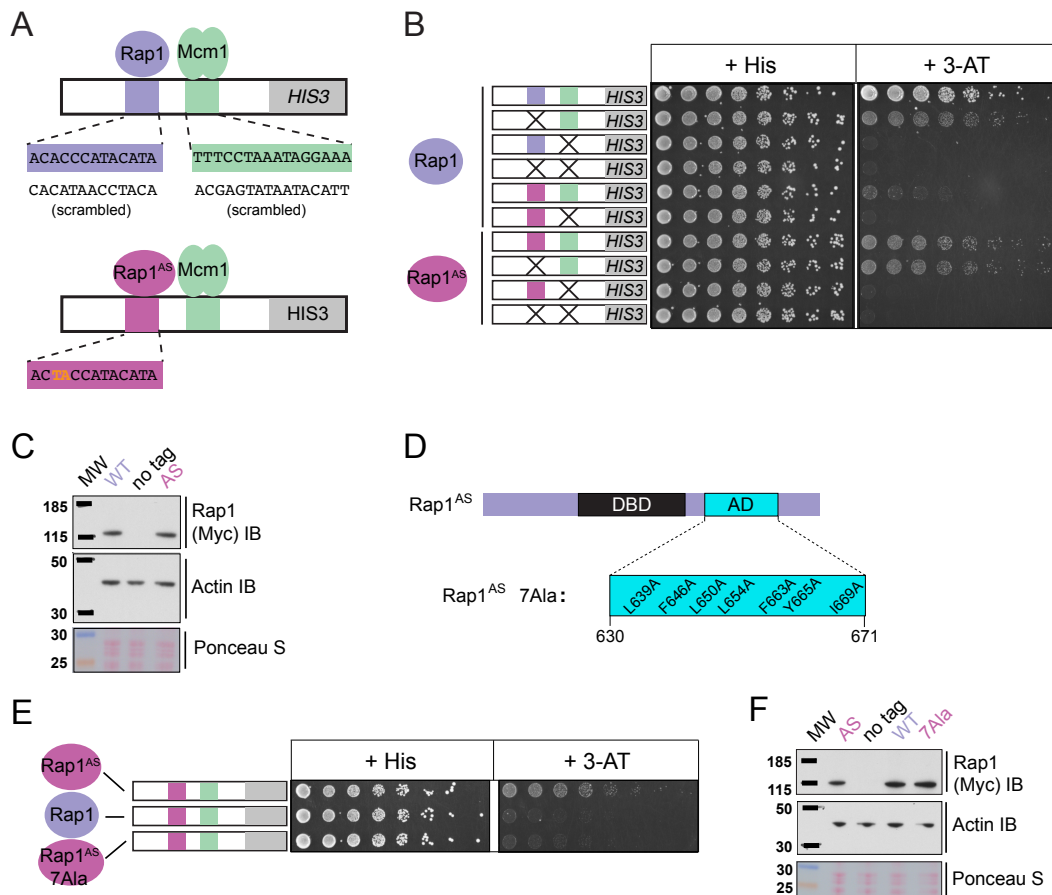 A
Rap1
Mcm1
HIS3
ACACCCATACATA
TTTCCTAAATAGGAAA
CACATAACCTACA
ACGAGTATAATACATT
(scrambled)
(scrambled)
Rap1AS
Mcm1
HIS3
ACTACCATACATA
B
+ His
+ 3-AT
HIS3
HIS3
HIS3
HIS3
HIS3
HIS3
HIS3
HIS3
HIS3
HIS3
Rap1
Rap1AS
C
MW
WT
no tag
AS
185
115
Rap1
(Myc) IB
50
30
Actin IB
30
25
Ponceau S
D
Rap1AS
DBD
AD
Rap1AS 7Ala:
L639A
F646A
L650A
L654A
F663A
Y665A
I669A
630
671
E
+ His
+ 3-AT
Rap1AS
Rap1
Rap1AS
7Ala
F
MW
AS
no tag
WT
7Ala
185
115
Rap1
(Myc) IB
50
30
Actin IB
30
25
Ponceau S